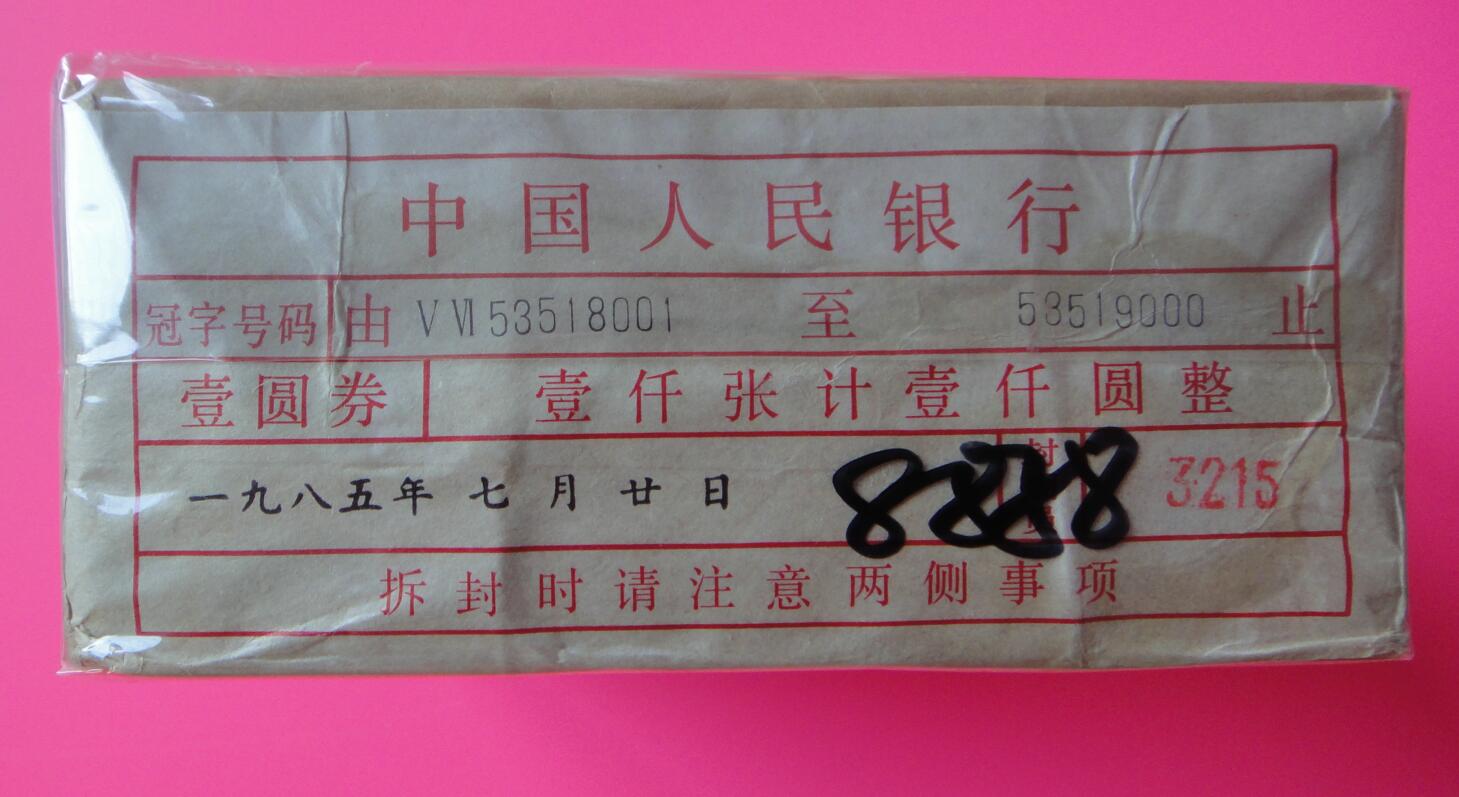 中国人民银行
冠字号码 由 V VI 53518001 至 53519000 止
壹圆券 壹仟张计壹仟圆整
一九八五年 七月廿日 封 员 3215
拆封时请注意两侧事项